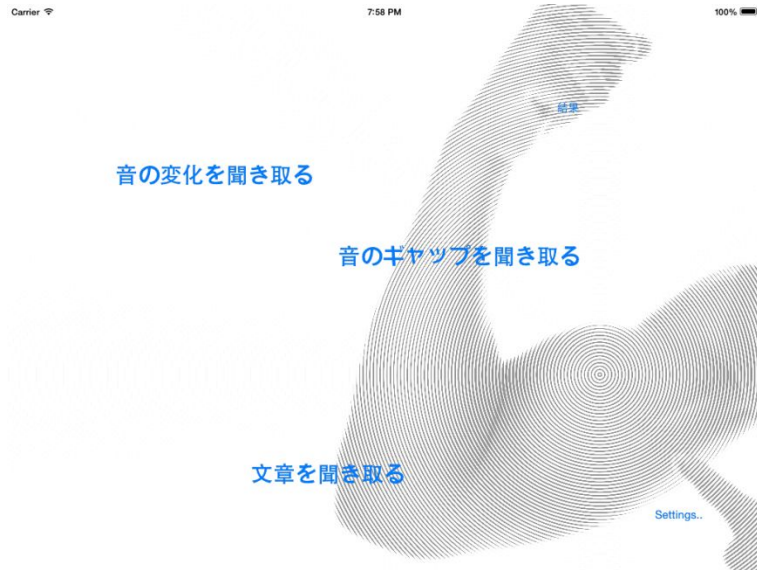 Carrier
7:58 PM
100%
結果
音の変化を聞き取る
音のギャップを聞き取る
文章を聞き取る
Settings..